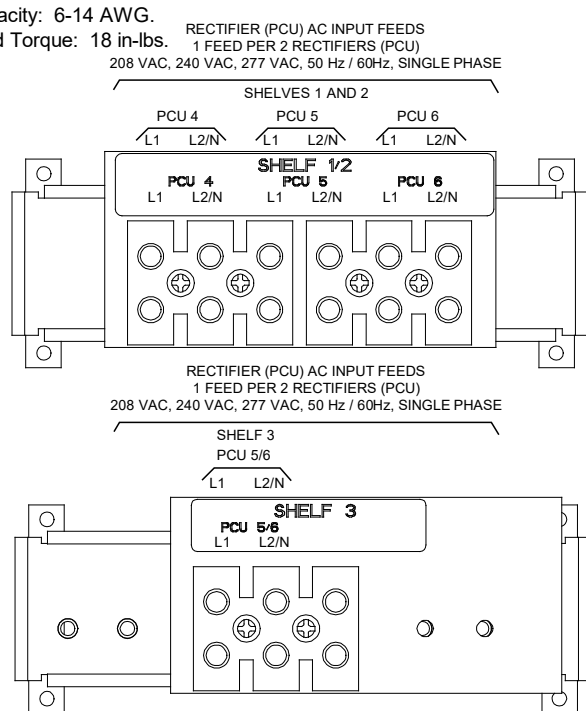 acity: 6-14 AWG.
d Torque: 18 in-lbs.
RECTIFIER (PCU) AC INPUT FEEDS
1 FEED PER 2 RECTIFIERS (PCU)
208 VAC, 240 VAC, 277 VAC, 50 Hz / 60Hz, SINGLE PHASE
SHELVES 1 AND 2
PCU 4 PCU 5 PCU 6
L1 L2/N L1 L2/N L1 L2/N
SHELF 1/2
PCU 4 PCU 5 PCU 6
L1 L2/N L1 L2/N L1 L2/N
RECTIFIER (PCU) AC INPUT FEEDS
1 FEED PER 2 RECTIFIERS (PCU)
208 VAC, 240 VAC, 277 VAC, 50 Hz / 60Hz, SINGLE PHASE
SHELF 3
PCU 5/6
L1 L2/N
SHELF 3
PCU 5/6
L1 L2/N